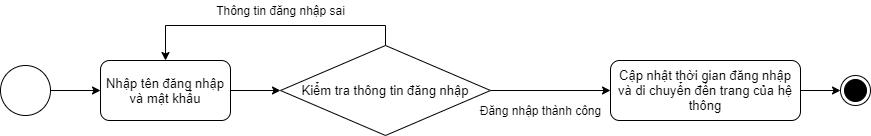 Thông tin đăng nhập sai
Nhập tên đăng nhập
và mật khẩu
Kiểm tra thông tin đăng nhập
Đăng nhập thành công
Cập nhật thời gian đăng nhập
và di chuyển đến trang của hệ
thông